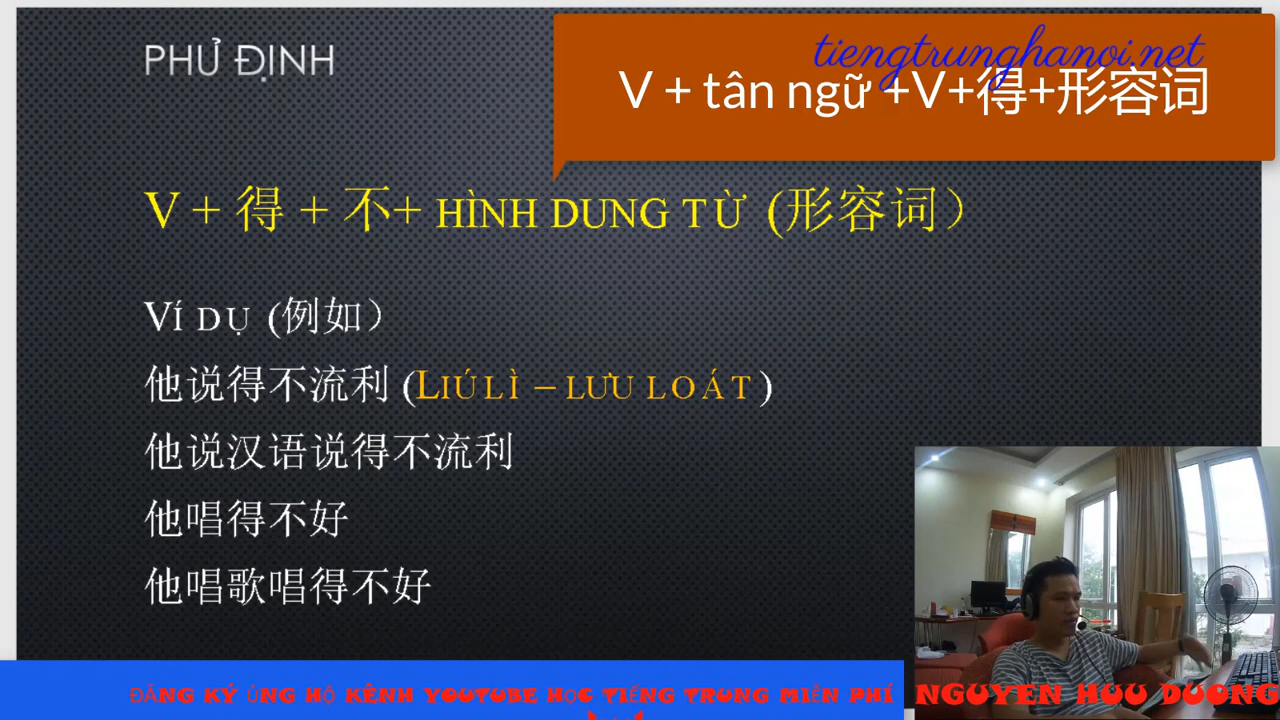 PHỦ ĐỊNH
tiengtrunghanoi.net
V + tân ngữ +V+得+形容词
V + 得 + 不+ HÌNH DUNG TỪ (形容词）
VÍ DỤ (例如）
他说得不流利 (LIÚLÌ – LƯU LOÁT)
他说汉语说得不流利
他唱得不好
他唱歌唱得不好
ĐĂNG KÝ ỦNG HỘ KÊNH YOUTUBE HỌC TIẾNG TRUNG MIỄN PHÍ
NGUYEN HUU DUONG